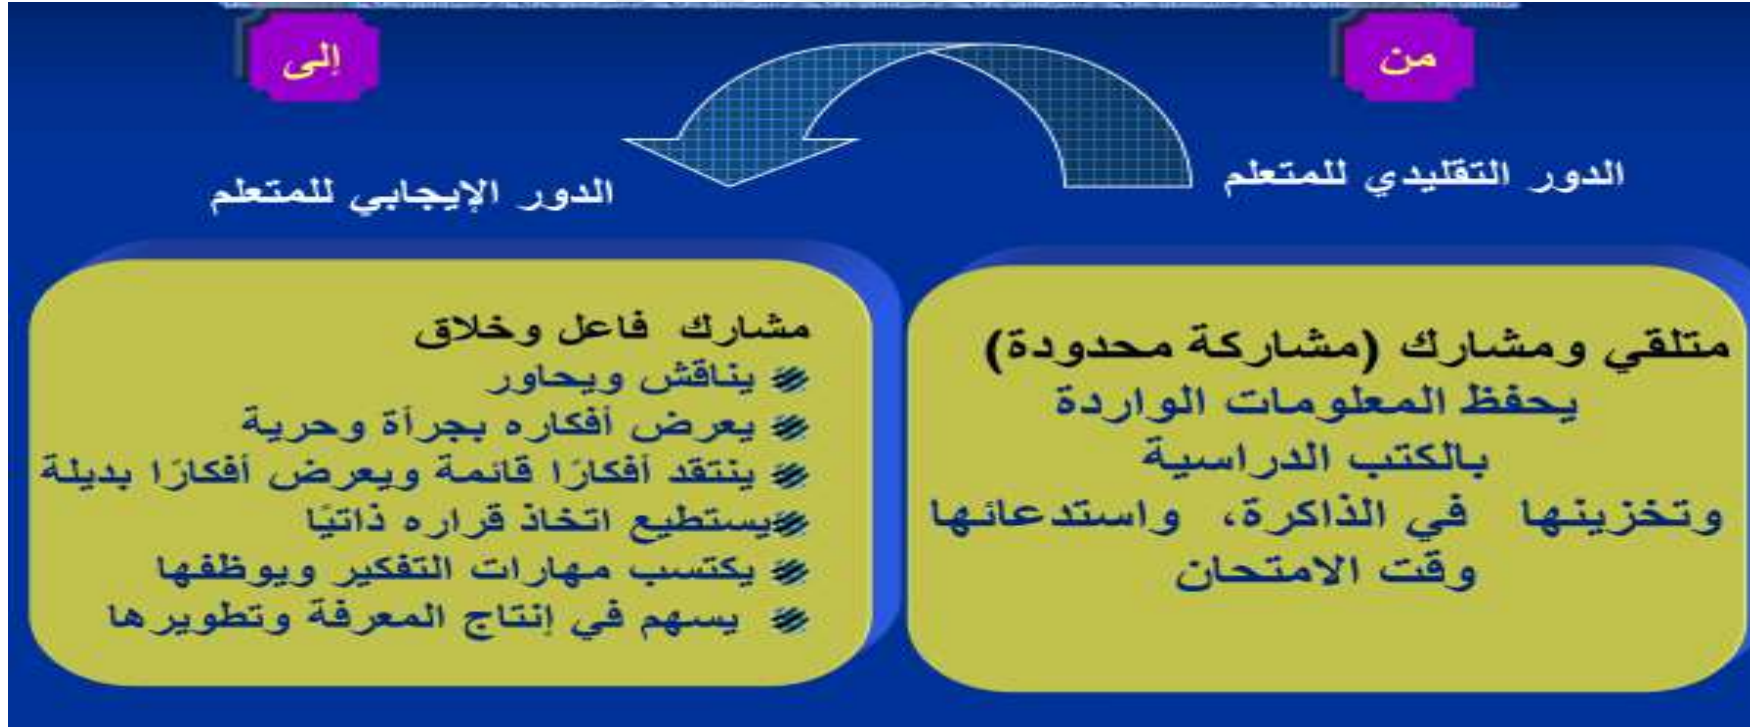 من
إلى
الدور التقليدي للمتعلم
الدور الإيجابي للمتعلم
متلقي ومشارك (مشاركة محدودة)
يحفظ المعلومات الواردة
بالكتب الدراسية
وتخزينها في الذاكرة، واستدعائها
وقت الامتحان
مشارك فاعل وخلاق
يناقش ويحاور
يعرض أفكاره بجرأة وحرية
ينتقد أفكارًا قائمة ويعرض أفكارًا بديلة
يستطيع اتخاذ قراره ذاتيًا
يكتسب مهارات التفكير ويوظفها
يسهم في إنتاج المعرفة وتطويرها